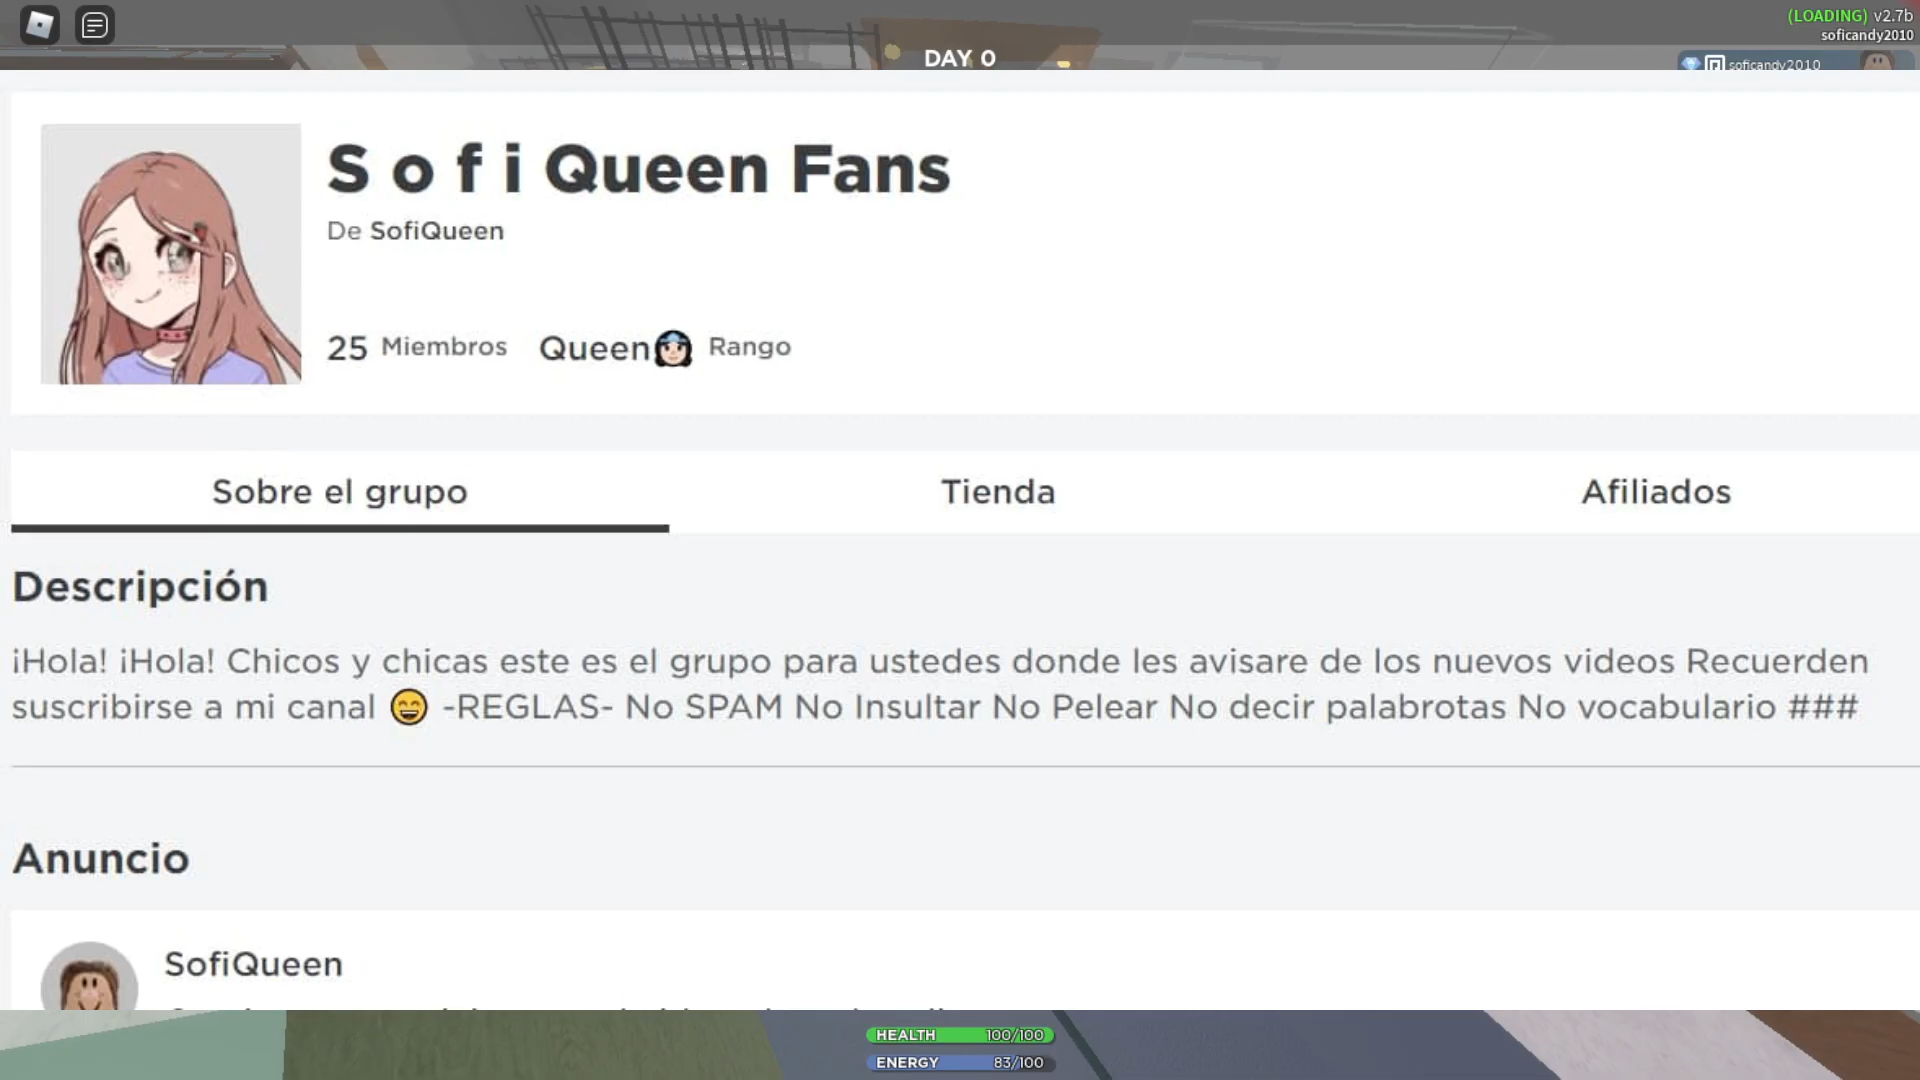 (LOADING) v2.7b
soficandy2010
DAY 0
soficandy2010
S o f i Queen Fans
De SofiQueen
25 Miembros Queen Rango
Sobre el grupo Tienda Afiliados
Descripción
¡Hola! ¡Hola! Chicos y chicas este es el grupo para ustedes donde les avisare de los nuevos videos Recuerden
suscribirse a mi canal 😄 -REGLAS- No SPAM No Insultar No Pelear No decir palabrotas No vocabulario ###
Anuncio
SofiQueen
HEALTH 100/100
ENERGY 83/100